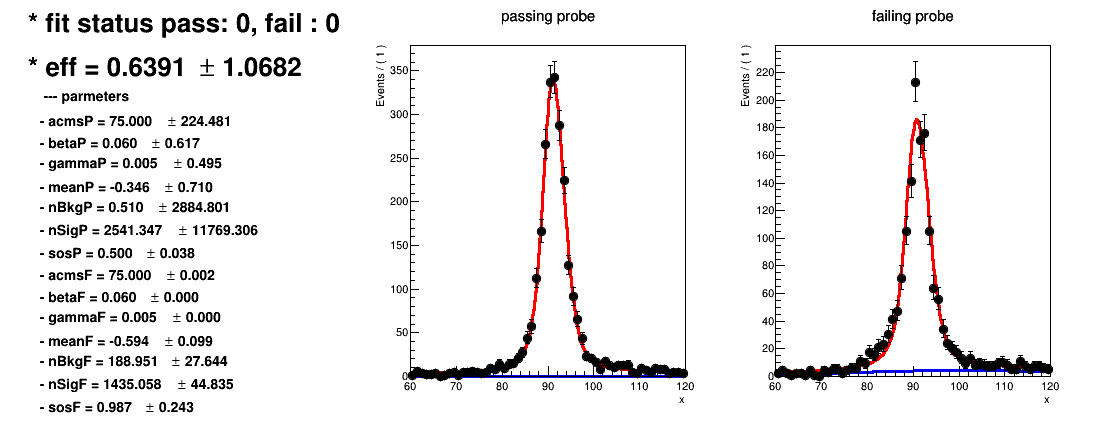 * fit status pass: 0, fail : 0
* eff = 0.6391 ± 1.0682
--- parmeters
- acmsP = 75.000 ± 224.481
- betaP = 0.060 ± 0.617
- gammaP = 0.005 ± 0.495
- meanP = -0.346 ± 0.710
- nBkgP = 0.510 ± 2884.801
- nSigP = 2541.347 ± 11769.306
- sosP = 0.500 ± 0.038
- acmsF = 75.000 ± 0.002
- betaF = 0.060 ± 0.000
- gammaF = 0.005 ± 0.000
- meanF = -0.594 ± 0.099
- nBkgF = 188.951 ± 27.644
- nSigF = 1435.058 ± 44.835
- sosF = 0.987 ± 0.243
passing probe
Events / ( 1 )
350
300
250
200
150
100
50
0
60 70 80 90 100 110 120
x
failing probe
Events / ( 1 )
220
200
180
160
140
120
100
80
60
40
20
0
60 70 80 90 100 110 120
x